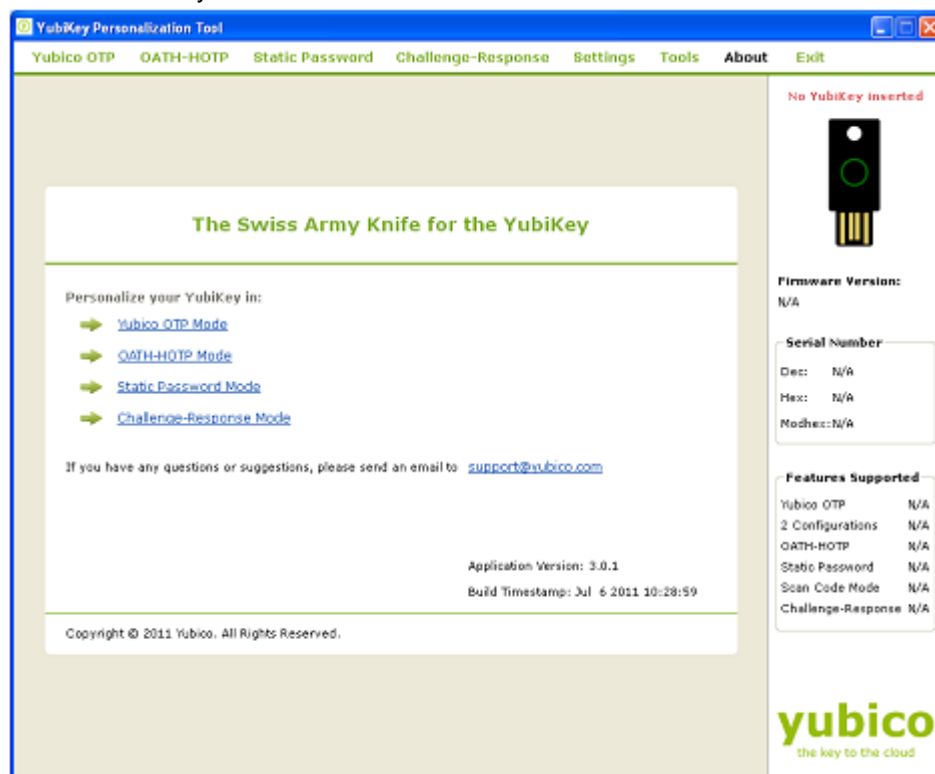 YubiKey Personalization Tool
Yubico OTP OATH-HOTP Static Password Challenge-Response Settings Tools About Exit
No YubiKey inserted
The Swiss Army Knife for the YubiKey
Personalize your YubiKey in:
Yubico OTP Mode
OATH-HOTP Mode
Static Password Mode
Challenge-Response Mode
If you have any questions or suggestions, please send an email to support@yubico.com
Application Version: 3.0.1
Build Timestamp: Jul 6 2011 10:28:59
Copyright © 2011 Yubico. All Rights Reserved.
Firmware Version:
N/A
Serial Number
Dec: N/A
Hex: N/A
Modhex: N/A
Features Supported
Yubico OTP N/A
2 Configurations N/A
OATH-HOTP N/A
Static Password N/A
Scan Code Mode N/A
Challenge-Response N/A
yubico
the key to the cloud